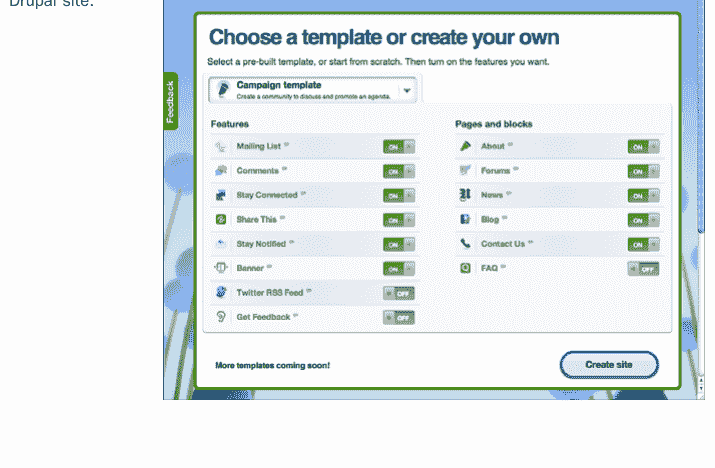 Drupal site.
Choose a template or create your own
Select a pre-built template, or start from scratch. Then turn on the features you want.
Feedback
Campaign template
Create a community to discuss and promote an agenda.
Features
Mailing List
ON
Comments
ON
Stay Connected
ON
Share This
ON
Stay Notified
ON
Banner
ON
Twitter RSS Feed
OFF
Get Feedback
OFF
Pages and blocks
About
ON
Forums
ON
News
ON
Blog
ON
Contact Us
ON
FAQ
OFF
More templates coming soon!
Create site